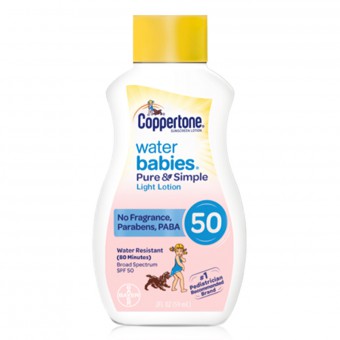 Coppertone®
SUNSCREEN LOTION
water
babies®
Pure & Simple
Light Lotion
No Fragrance,
Parabens, PABA
50
Water Resistant
(80 Minutes)
Broad Spectrum
SPF 50
#1
Pediatrician
Recommended
Brand